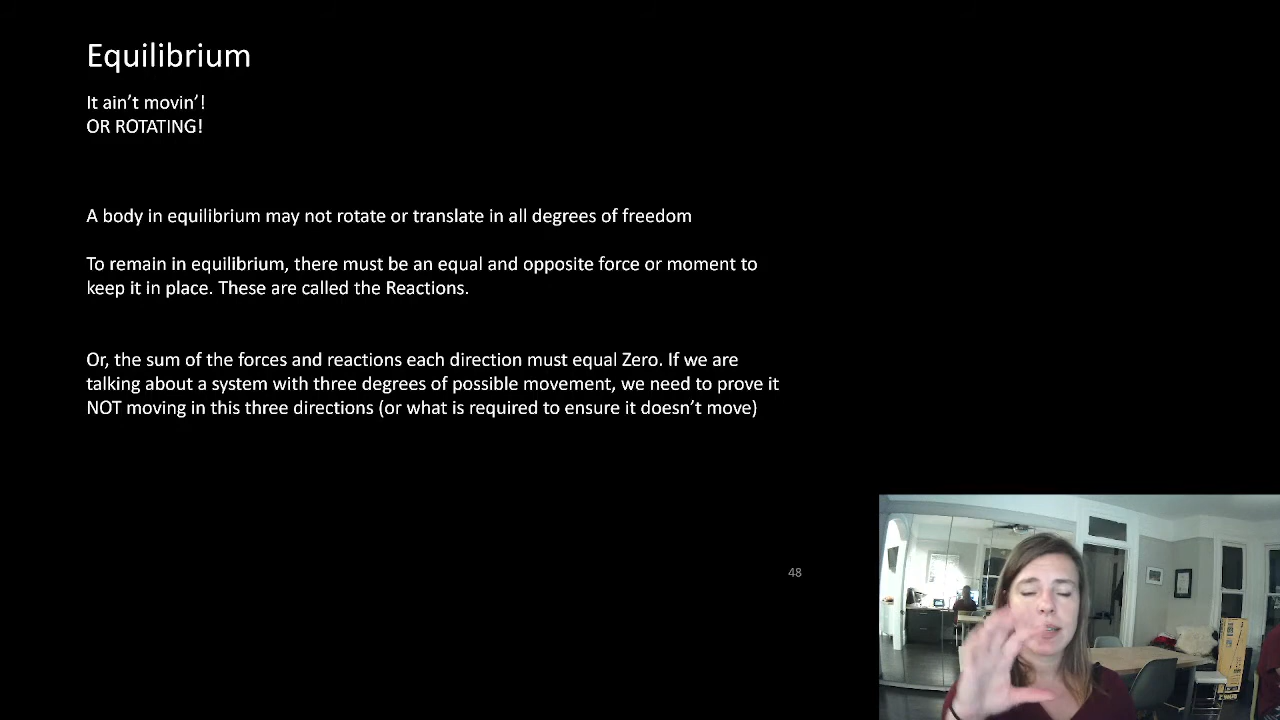 Equilibrium
It ain’t movin’!
OR ROTATING!
A body in equilibrium may not rotate or translate in all degrees of freedom
To remain in equilibrium, there must be an equal and opposite force or moment to
keep it in place. These are called the Reactions.
Or, the sum of the forces and reactions each direction must equal Zero. If we are
talking about a system with three degrees of possible movement, we need to prove it
NOT moving in this three directions (or what is required to ensure it doesn’t move)
48